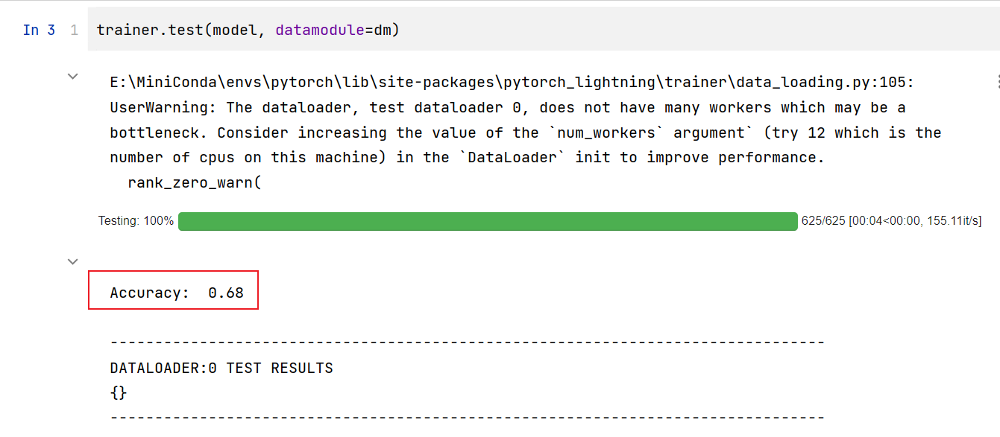 In 3 1 trainer.test(model, datamodule=dm)
E:\MiniConda\envs\pytorch\lib\site-packages\pytorch_lightning\trainer\data_loading.py:105:
UserWarning: The dataloader, test dataloader 0, does not have many workers which may be a
bottleneck. Consider increasing the value of the `num_workers` argument` (try 12 which is the
number of cpus on this machine) in the `DataLoader` init to improve performance.
  rank_zero_warn(
Testing: 100% 625/625 [00:04<00:00, 155.11it/s]
Accuracy:  0.68
--------------------------------------------------------------------------------
DATALOADER:0 TEST RESULTS
{}
--------------------------------------------------------------------------------